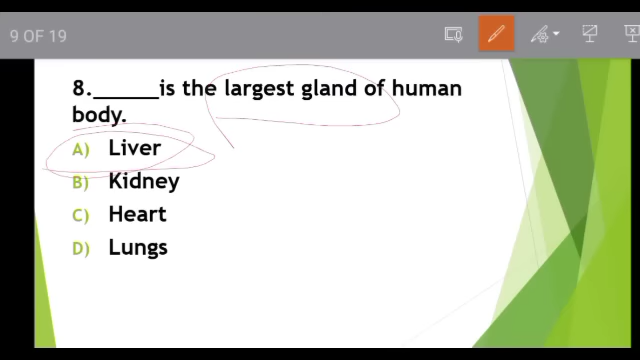 9 OF 19
8.______is the largest gland of human
body.
A) Liver
B) Kidney
C) Heart
D) Lungs